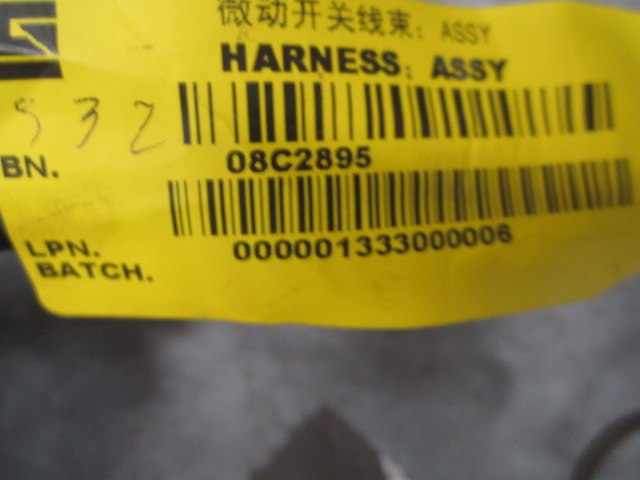 微动开关线束: ASSY
HARNESS: ASSY
532
BN. 08C2895
LPN. 000001333000006
BATCH.